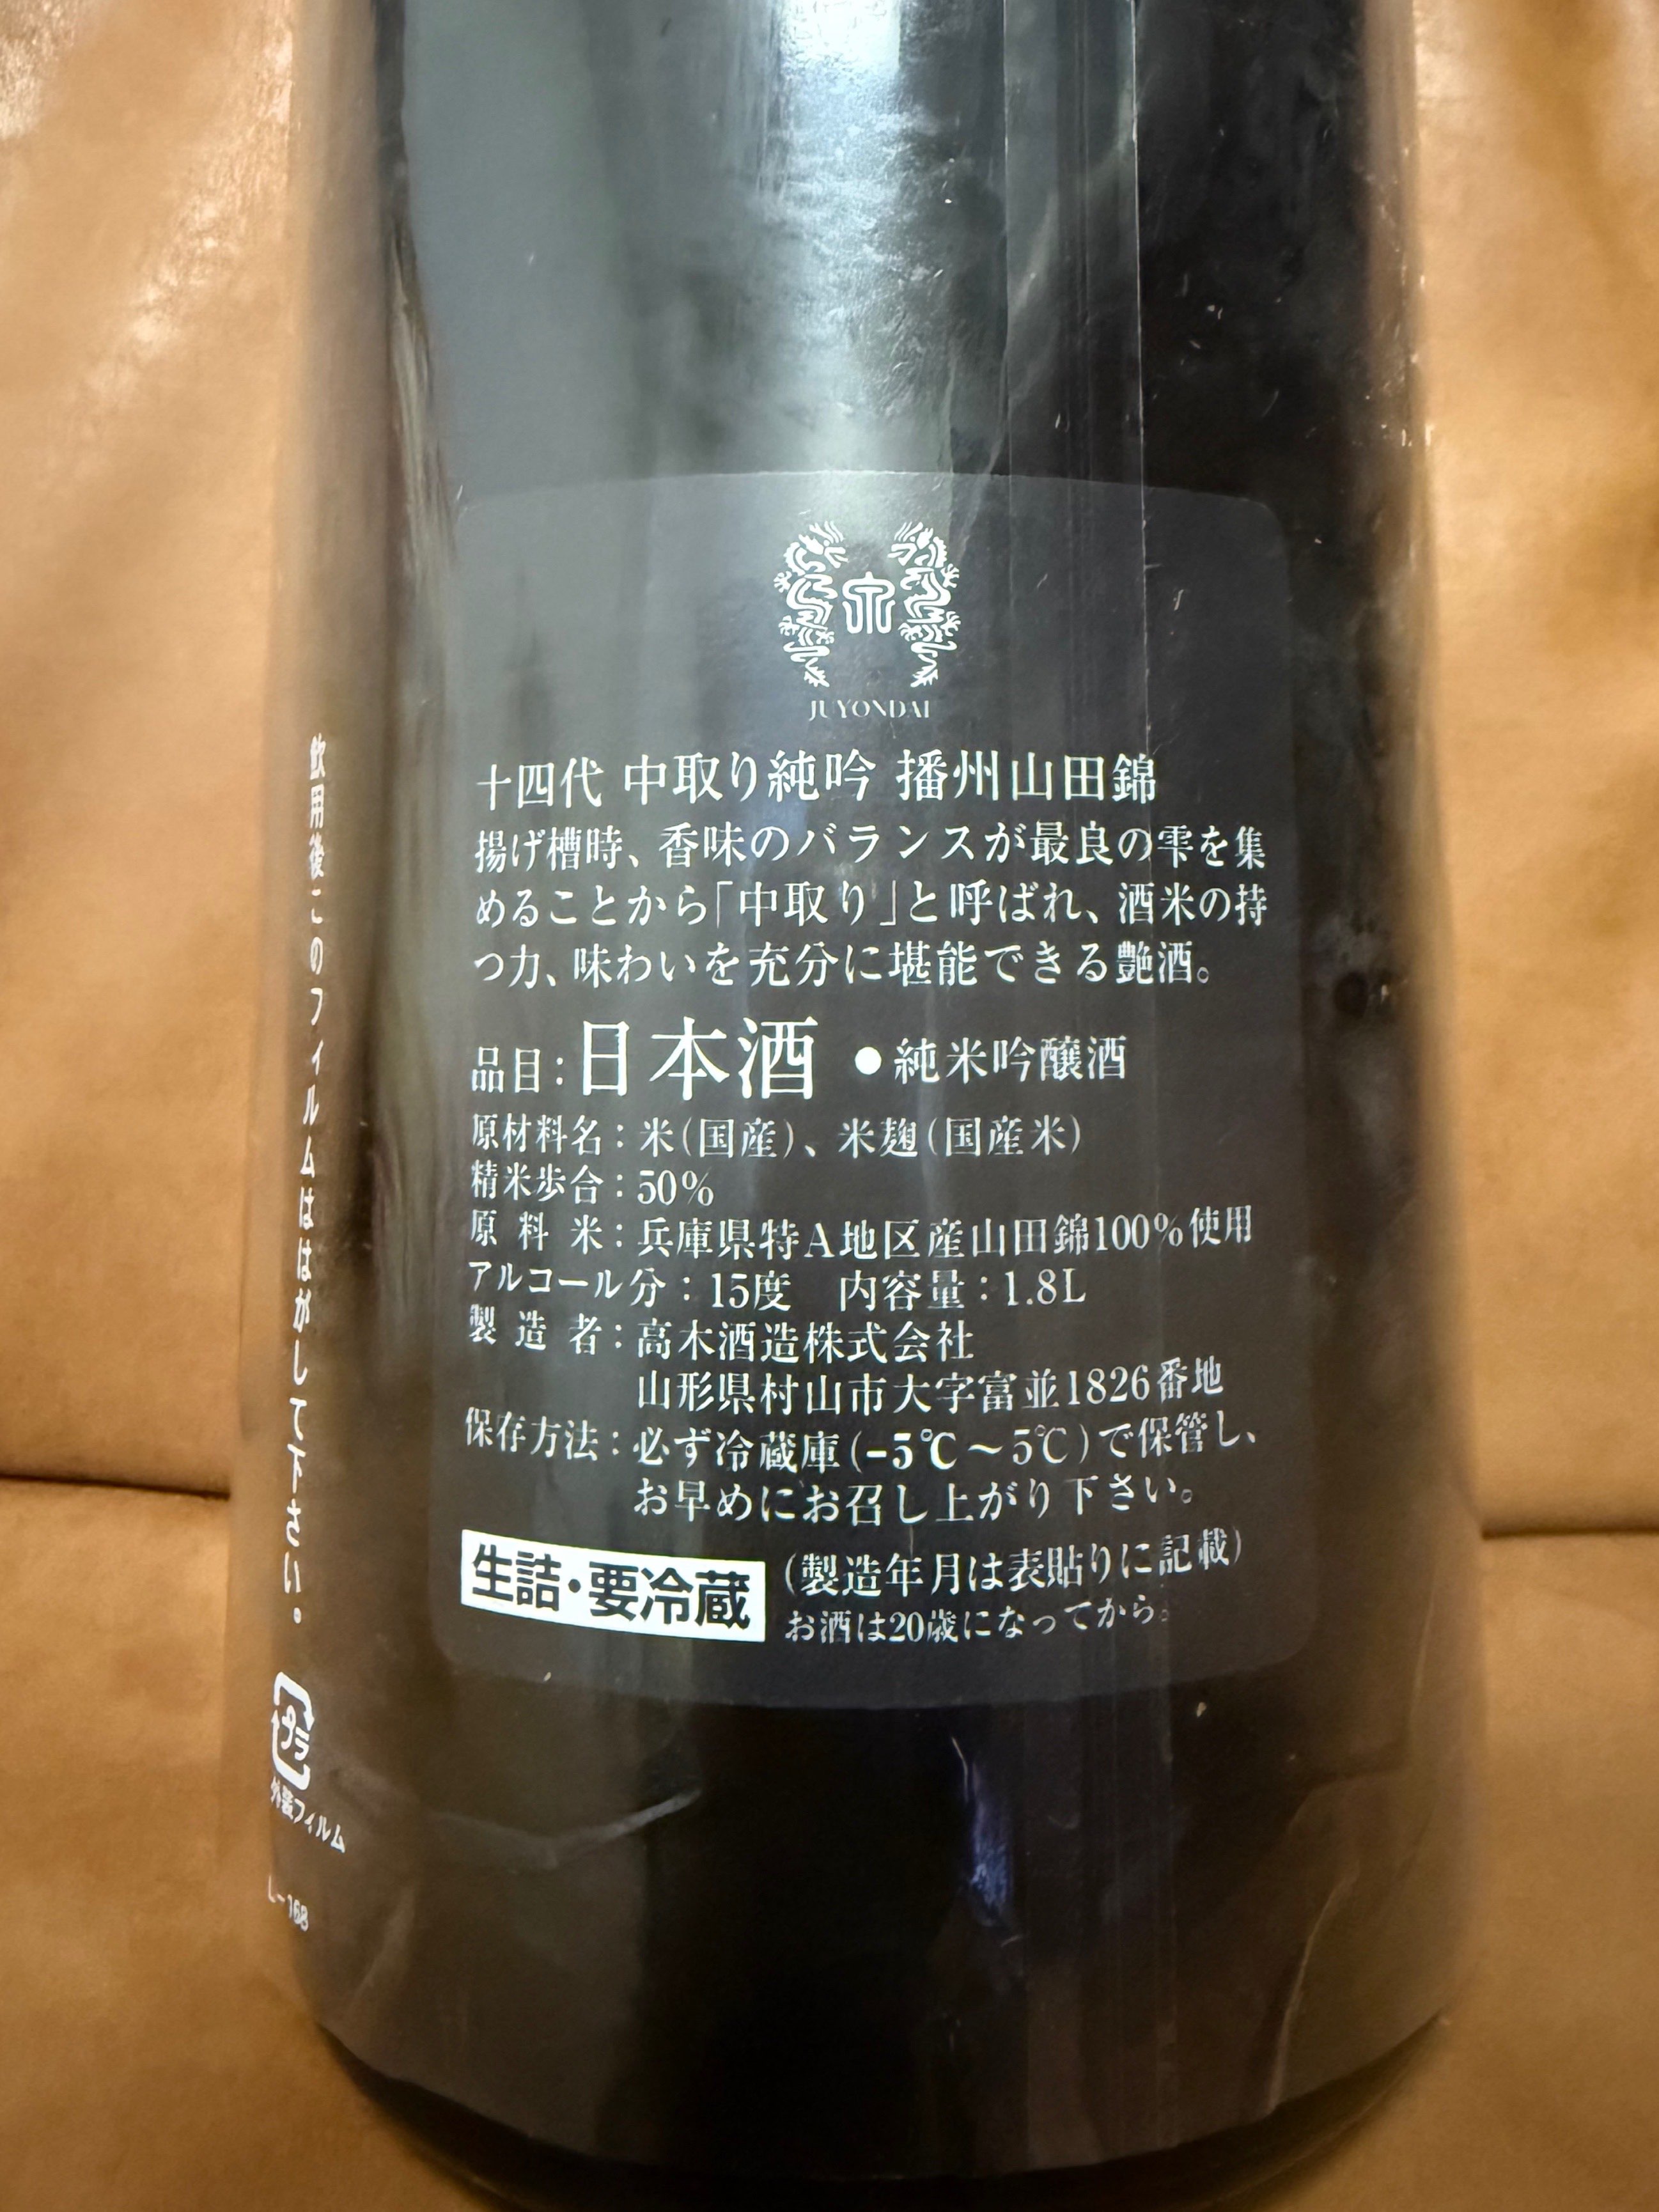 JUYONDAI
十四代 中取り純吟 播州山田錦
揚げ槽時、香味のバランスが最良の雫を集
めることから「中取り」と呼ばれ、酒米の持
つ力、味わいを充分に堪能できる艶酒。
品目：日本酒 ●純米吟醸酒
原材料名：米（国産）、米麹（国産米）
精米歩合：50%
原料米：兵庫県特A地区産山田錦100%使用
アルコール分：15度　内容量：1.8L
製造者：高木酒造株式会社
山形県村山市大字富並1826番地
保存方法：必ず冷蔵庫（-5℃～5℃）で保管し、
お早めにお召し上がり下さい。
生詰・要冷蔵
（製造年月は表貼りに記載）
お酒は20歳になってから。
飲用後このフィルムははがして下さい。
プラ
外装フィルム
L-168